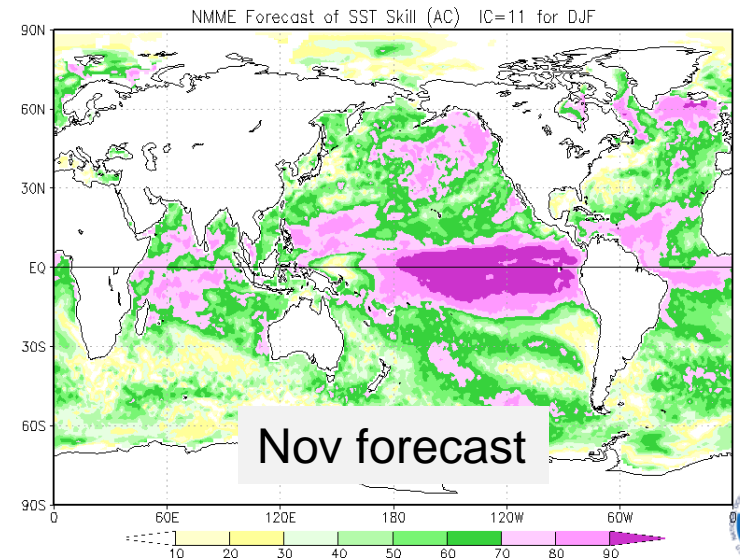 NMME Forecast of SST Skill (AC) IC=11 for DJF
90N
60N
30N
EQ
30S
60S
90S
Nov forecast
0 60E 120E 180 120W 60W 0
10 20 30 40 50 60 70 80 90